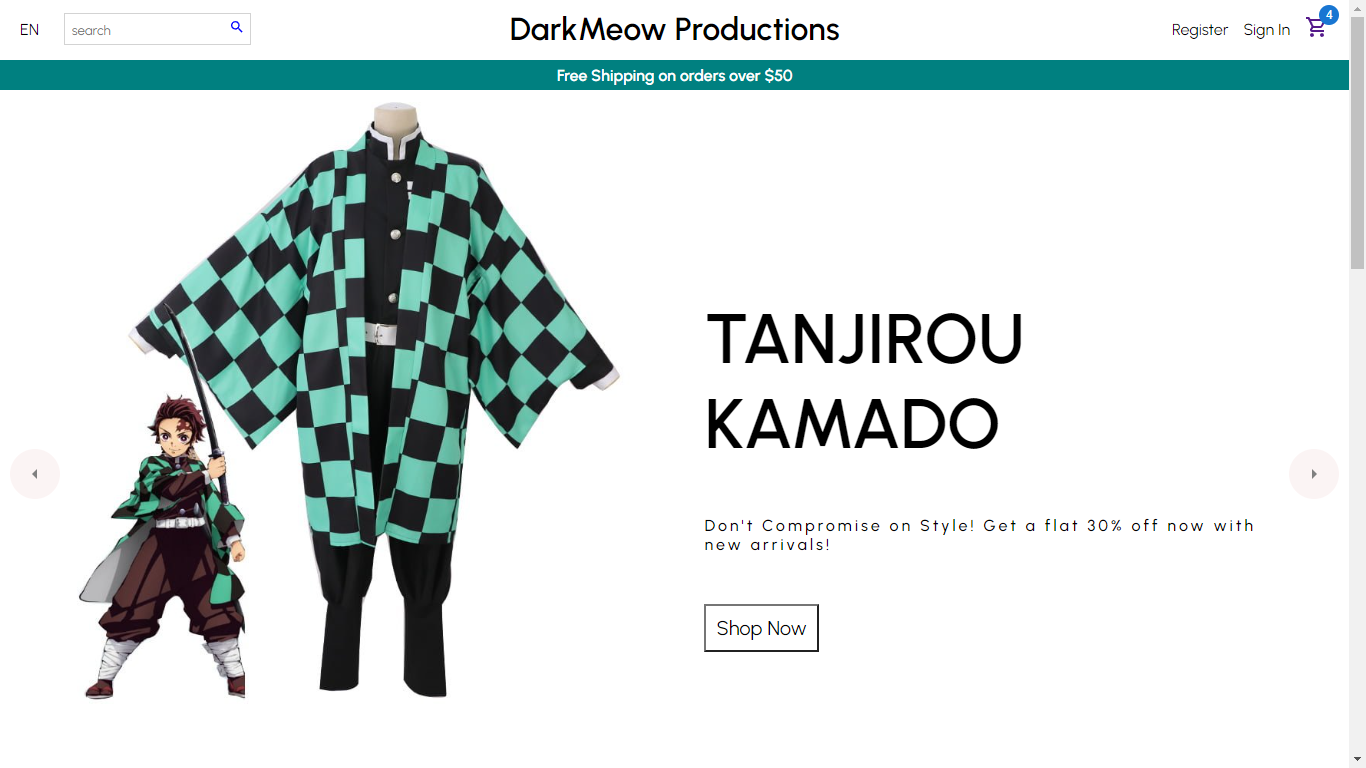 EN
search
DarkMeow Productions
Register
Sign In
4
Free Shipping on orders over $50
TANJIROU
KAMADO
Don't Compromise on Style! Get a flat 30% off now with
new arrivals!
Shop Now